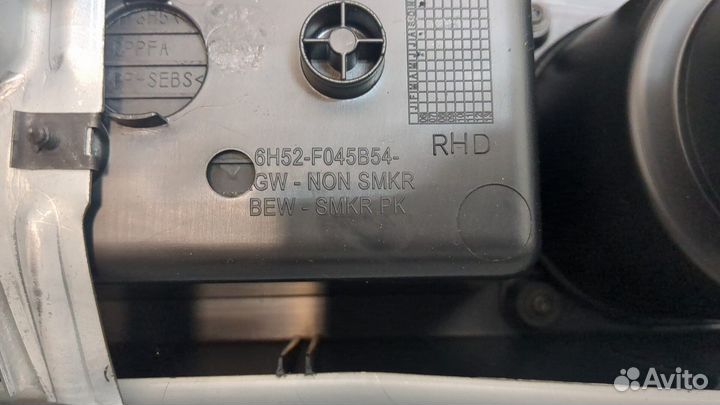 PPFA
SEBS<
6H52-F045B54-
GW - NON SMKR
BEW - SMKR PK
RHD
Avito